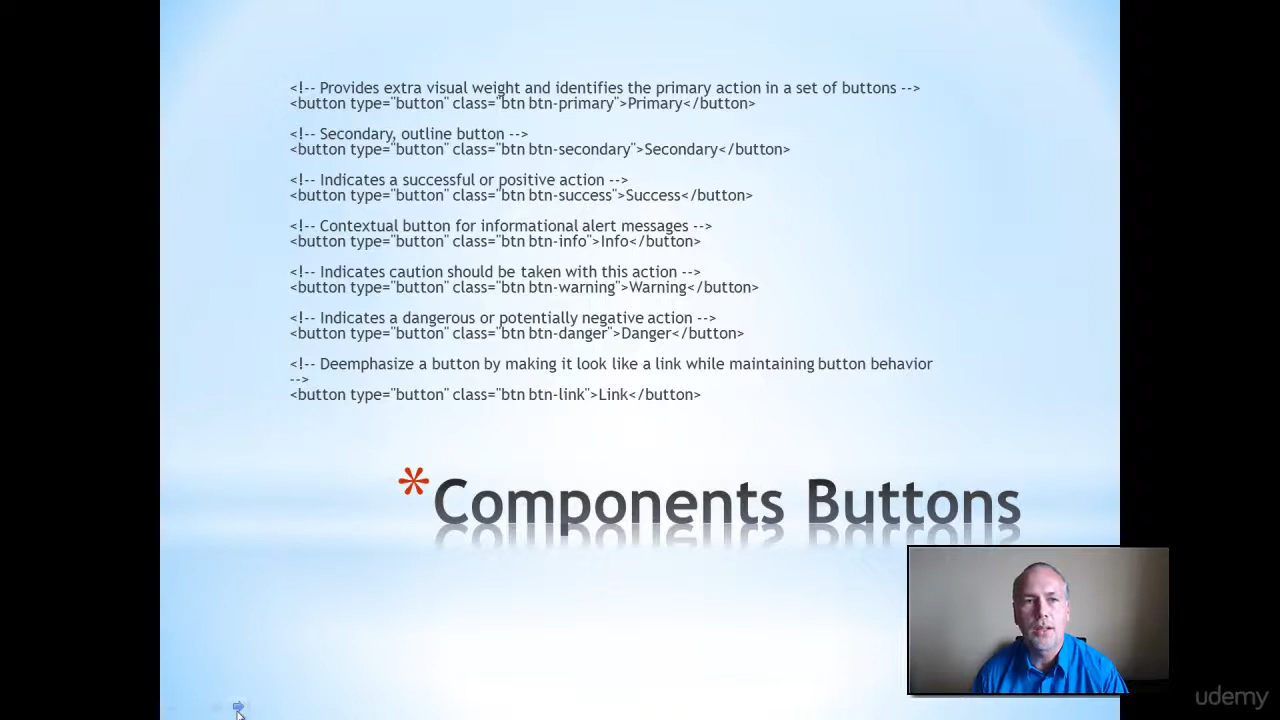 <!-- Provides extra visual weight and identifies the primary action in a set of buttons -->
<button type="button" class="btn btn-primary">Primary</button>
<!-- Secondary, outline button -->
<button type="button" class="btn btn-secondary">Secondary</button>
<!-- Indicates a successful or positive action -->
<button type="button" class="btn btn-success">Success</button>
<!-- Contextual button for informational alert messages -->
<button type="button" class="btn btn-info">Info</button>
<!-- Indicates caution should be taken with this action -->
<button type="button" class="btn btn-warning">Warning</button>
<!-- Indicates a dangerous or potentially negative action -->
<button type="button" class="btn btn-danger">Danger</button>
<!-- Deemphasize a button by making it look like a link while maintaining button behavior
-->
<button type="button" class="btn btn-link">Link</button>
*Components Buttons
udemy